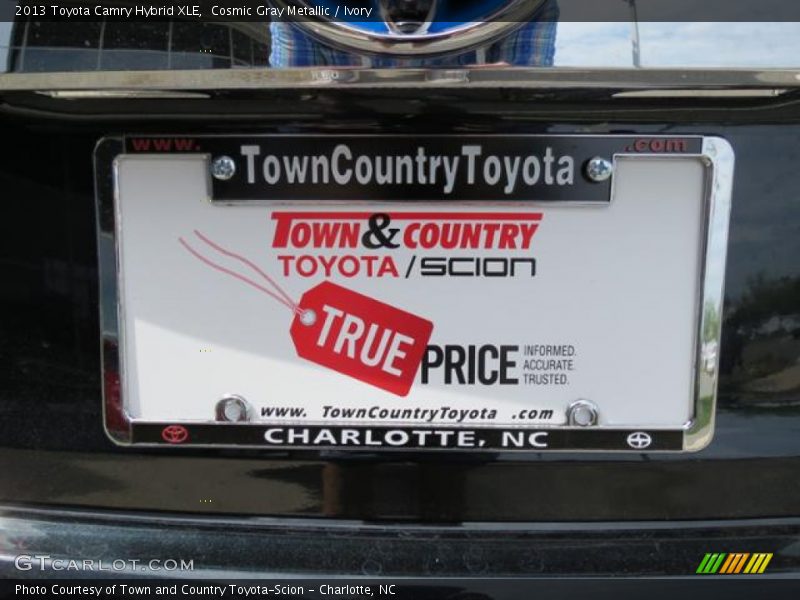 2013 Toyota Camry Hybrid XLE,  Cosmic Gray Metallic / Ivory
www. .com
TownCountryToyota
TOWN & COUNTRY
TOYOTA / SCION
TRUE PRICE
INFORMED.
ACCURATE.
TRUSTED.
www. TownCountryToyota .com
CHARLOTTE, NC
GTCARLOT.COM
Photo Courtesy of Town and Country Toyota-Scion - Charlotte, NC